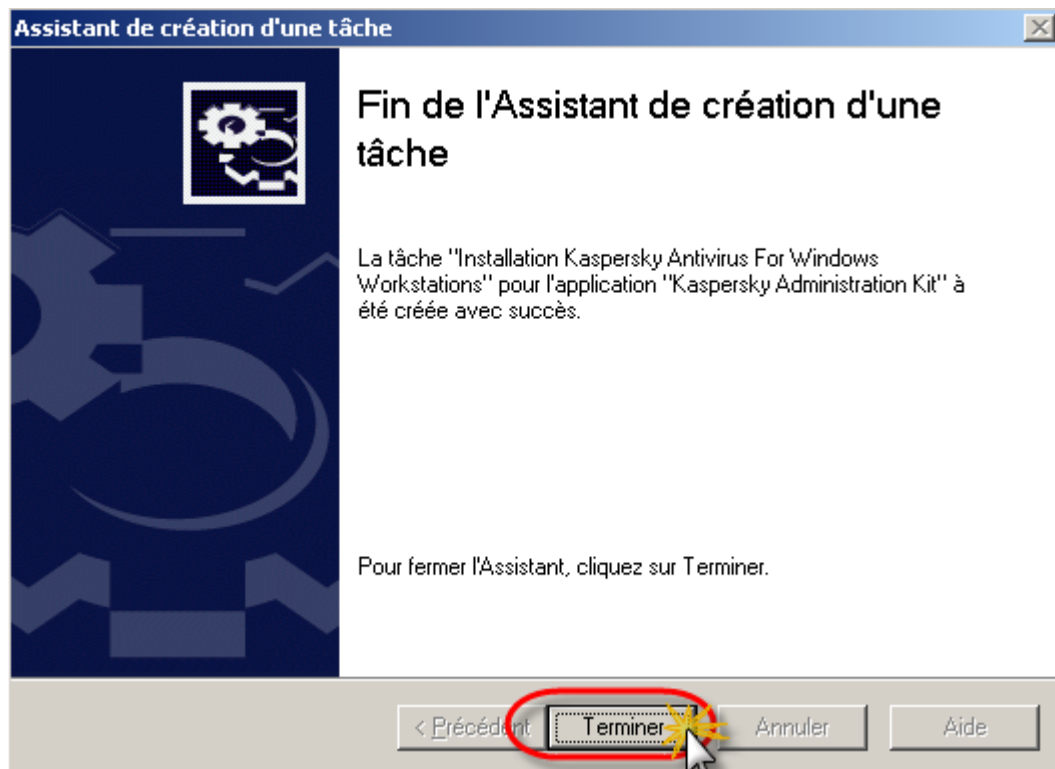 Assistant de création d'une tâche
Fin de l'Assistant de création d'une
tâche
La tâche "Installation Kaspersky Antivirus For Windows
Workstations" pour l'application "Kaspersky Administration Kit" à
été créée avec succès.
Pour fermer l'Assistant, cliquez sur Terminer.
< Précédent Terminer Annuler Aide